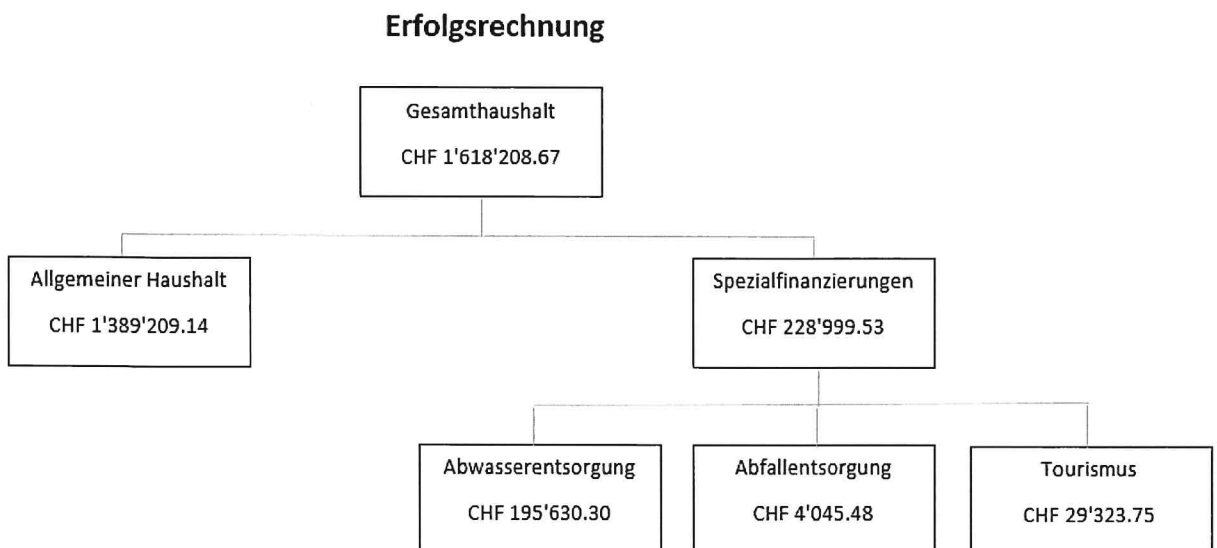 Erfolgsrechnung
Gesamthaushalt
CHF 1'618'208.67
Allgemeiner Haushalt
CHF 1'389'209.14
Spezialfinanzierungen
CHF 228'999.53
Abwasserentsorgung
CHF 195'630.30
Abfallentsorgung
CHF 4'045.48
Tourismus
CHF 29'323.75